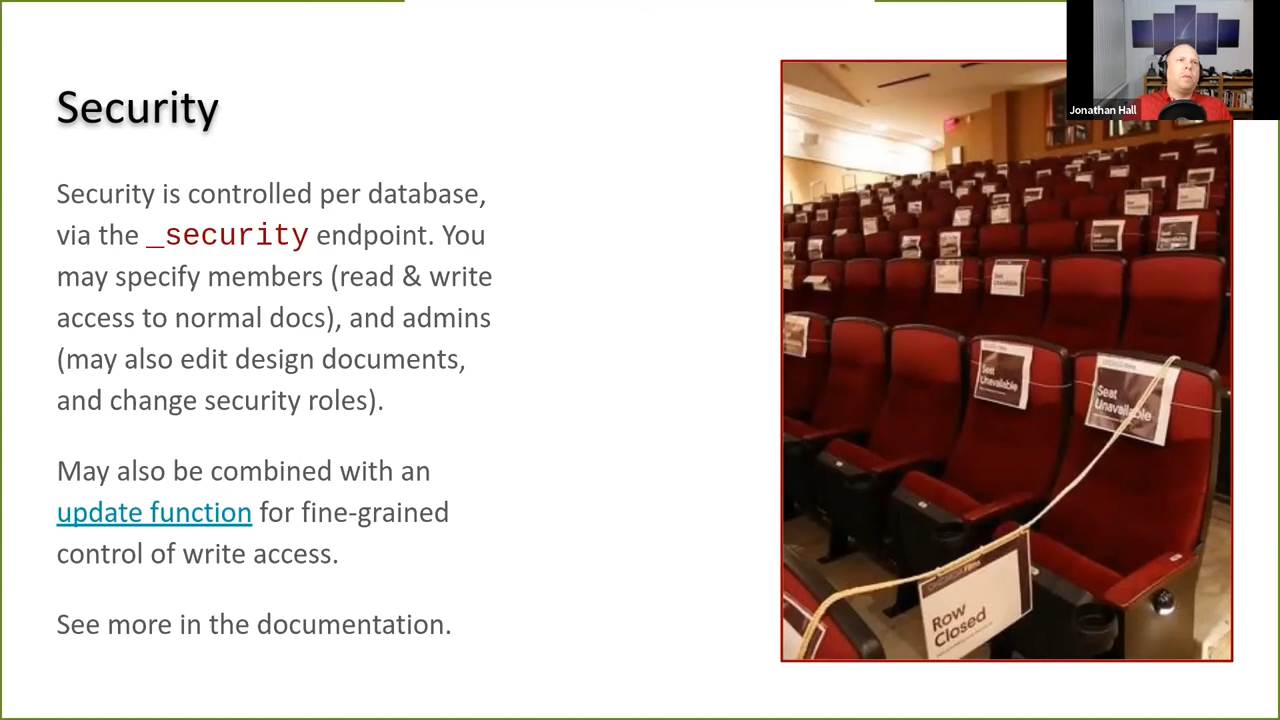 Security
Security is controlled per database,
via the _security endpoint. You
may specify members (read & write
access to normal docs), and admins
(may also edit design documents,
and change security roles).
May also be combined with an
update function for fine-grained
control of write access.
See more in the documentation.
Jonathan Hall
Seat
Unavailable
Seat
Unavailable
Row
Closed